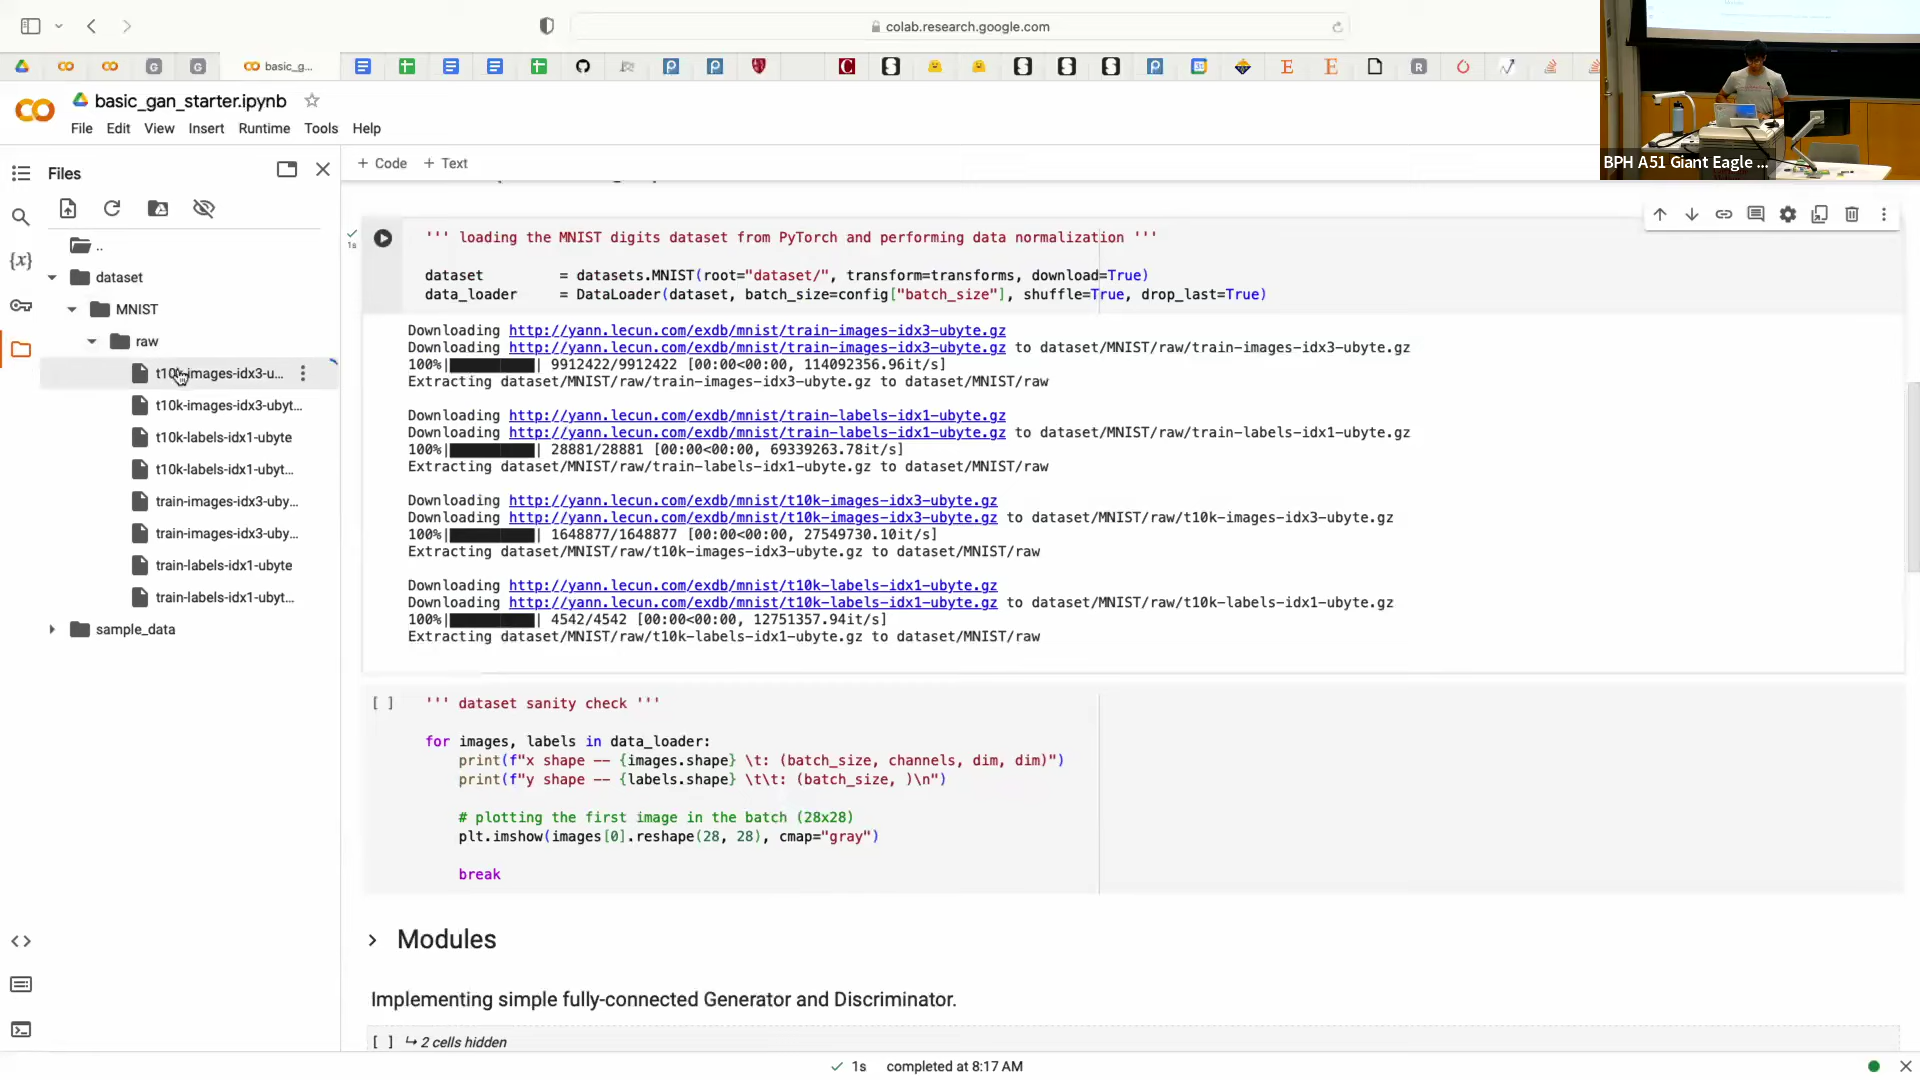 colab.research.google.com
basic_g...
basic_gan_starter.ipynb
File Edit View Insert Runtime Tools Help
BPH A51 Giant Eagle ...
Files
+ Code + Text
..
dataset
MNIST
raw
t10k-images-idx3-u...
t10k-images-idx3-ubyt...
t10k-labels-idx1-ubyte
t10k-labels-idx1-ubyt...
train-images-idx3-uby...
train-images-idx3-uby...
train-labels-idx1-ubyte
train-labels-idx1-ubyt...
sample_data
1s
''' loading the MNIST digits dataset from PyTorch and performing data normalization '''
dataset = datasets.MNIST(root="dataset/", transform=transforms, download=True)
data_loader = DataLoader(dataset, batch_size=config["batch_size"], shuffle=True, drop_last=True)
Downloading http://yann.lecun.com/exdb/mnist/train-images-idx3-ubyte.gz
Downloading http://yann.lecun.com/exdb/mnist/train-images-idx3-ubyte.gz to dataset/MNIST/raw/train-images-idx3-ubyte.gz
100%|██████████| 9912422/9912422 [00:00<00:00, 114092356.96it/s]
Extracting dataset/MNIST/raw/train-images-idx3-ubyte.gz to dataset/MNIST/raw
Downloading http://yann.lecun.com/exdb/mnist/train-labels-idx1-ubyte.gz
Downloading http://yann.lecun.com/exdb/mnist/train-labels-idx1-ubyte.gz to dataset/MNIST/raw/train-labels-idx1-ubyte.gz
100%|██████████| 28881/28881 [00:00<00:00, 69339263.78it/s]
Extracting dataset/MNIST/raw/train-labels-idx1-ubyte.gz to dataset/MNIST/raw
Downloading http://yann.lecun.com/exdb/mnist/t10k-images-idx3-ubyte.gz
Downloading http://yann.lecun.com/exdb/mnist/t10k-images-idx3-ubyte.gz to dataset/MNIST/raw/t10k-images-idx3-ubyte.gz
100%|██████████| 1648877/1648877 [00:00<00:00, 27549730.10it/s]
Extracting dataset/MNIST/raw/t10k-images-idx3-ubyte.gz to dataset/MNIST/raw
Downloading http://yann.lecun.com/exdb/mnist/t10k-labels-idx1-ubyte.gz
Downloading http://yann.lecun.com/exdb/mnist/t10k-labels-idx1-ubyte.gz to dataset/MNIST/raw/t10k-labels-idx1-ubyte.gz
100%|██████████| 4542/4542 [00:00<00:00, 12751357.94it/s]
Extracting dataset/MNIST/raw/t10k-labels-idx1-ubyte.gz to dataset/MNIST/raw
[ ] ''' dataset sanity check '''
for images, labels in data_loader:
print(f"x shape -- {images.shape} \t: (batch_size, channels, dim, dim)")
print(f"y shape -- {labels.shape} \t\t: (batch_size, )\n")
# plotting the first image in the batch (28x28)
plt.imshow(images[0].reshape(28, 28), cmap="gray")
break
Modules
Implementing simple fully-connected Generator and Discriminator.
[ ] ↳ 2 cells hidden
1s completed at 8:17 AM